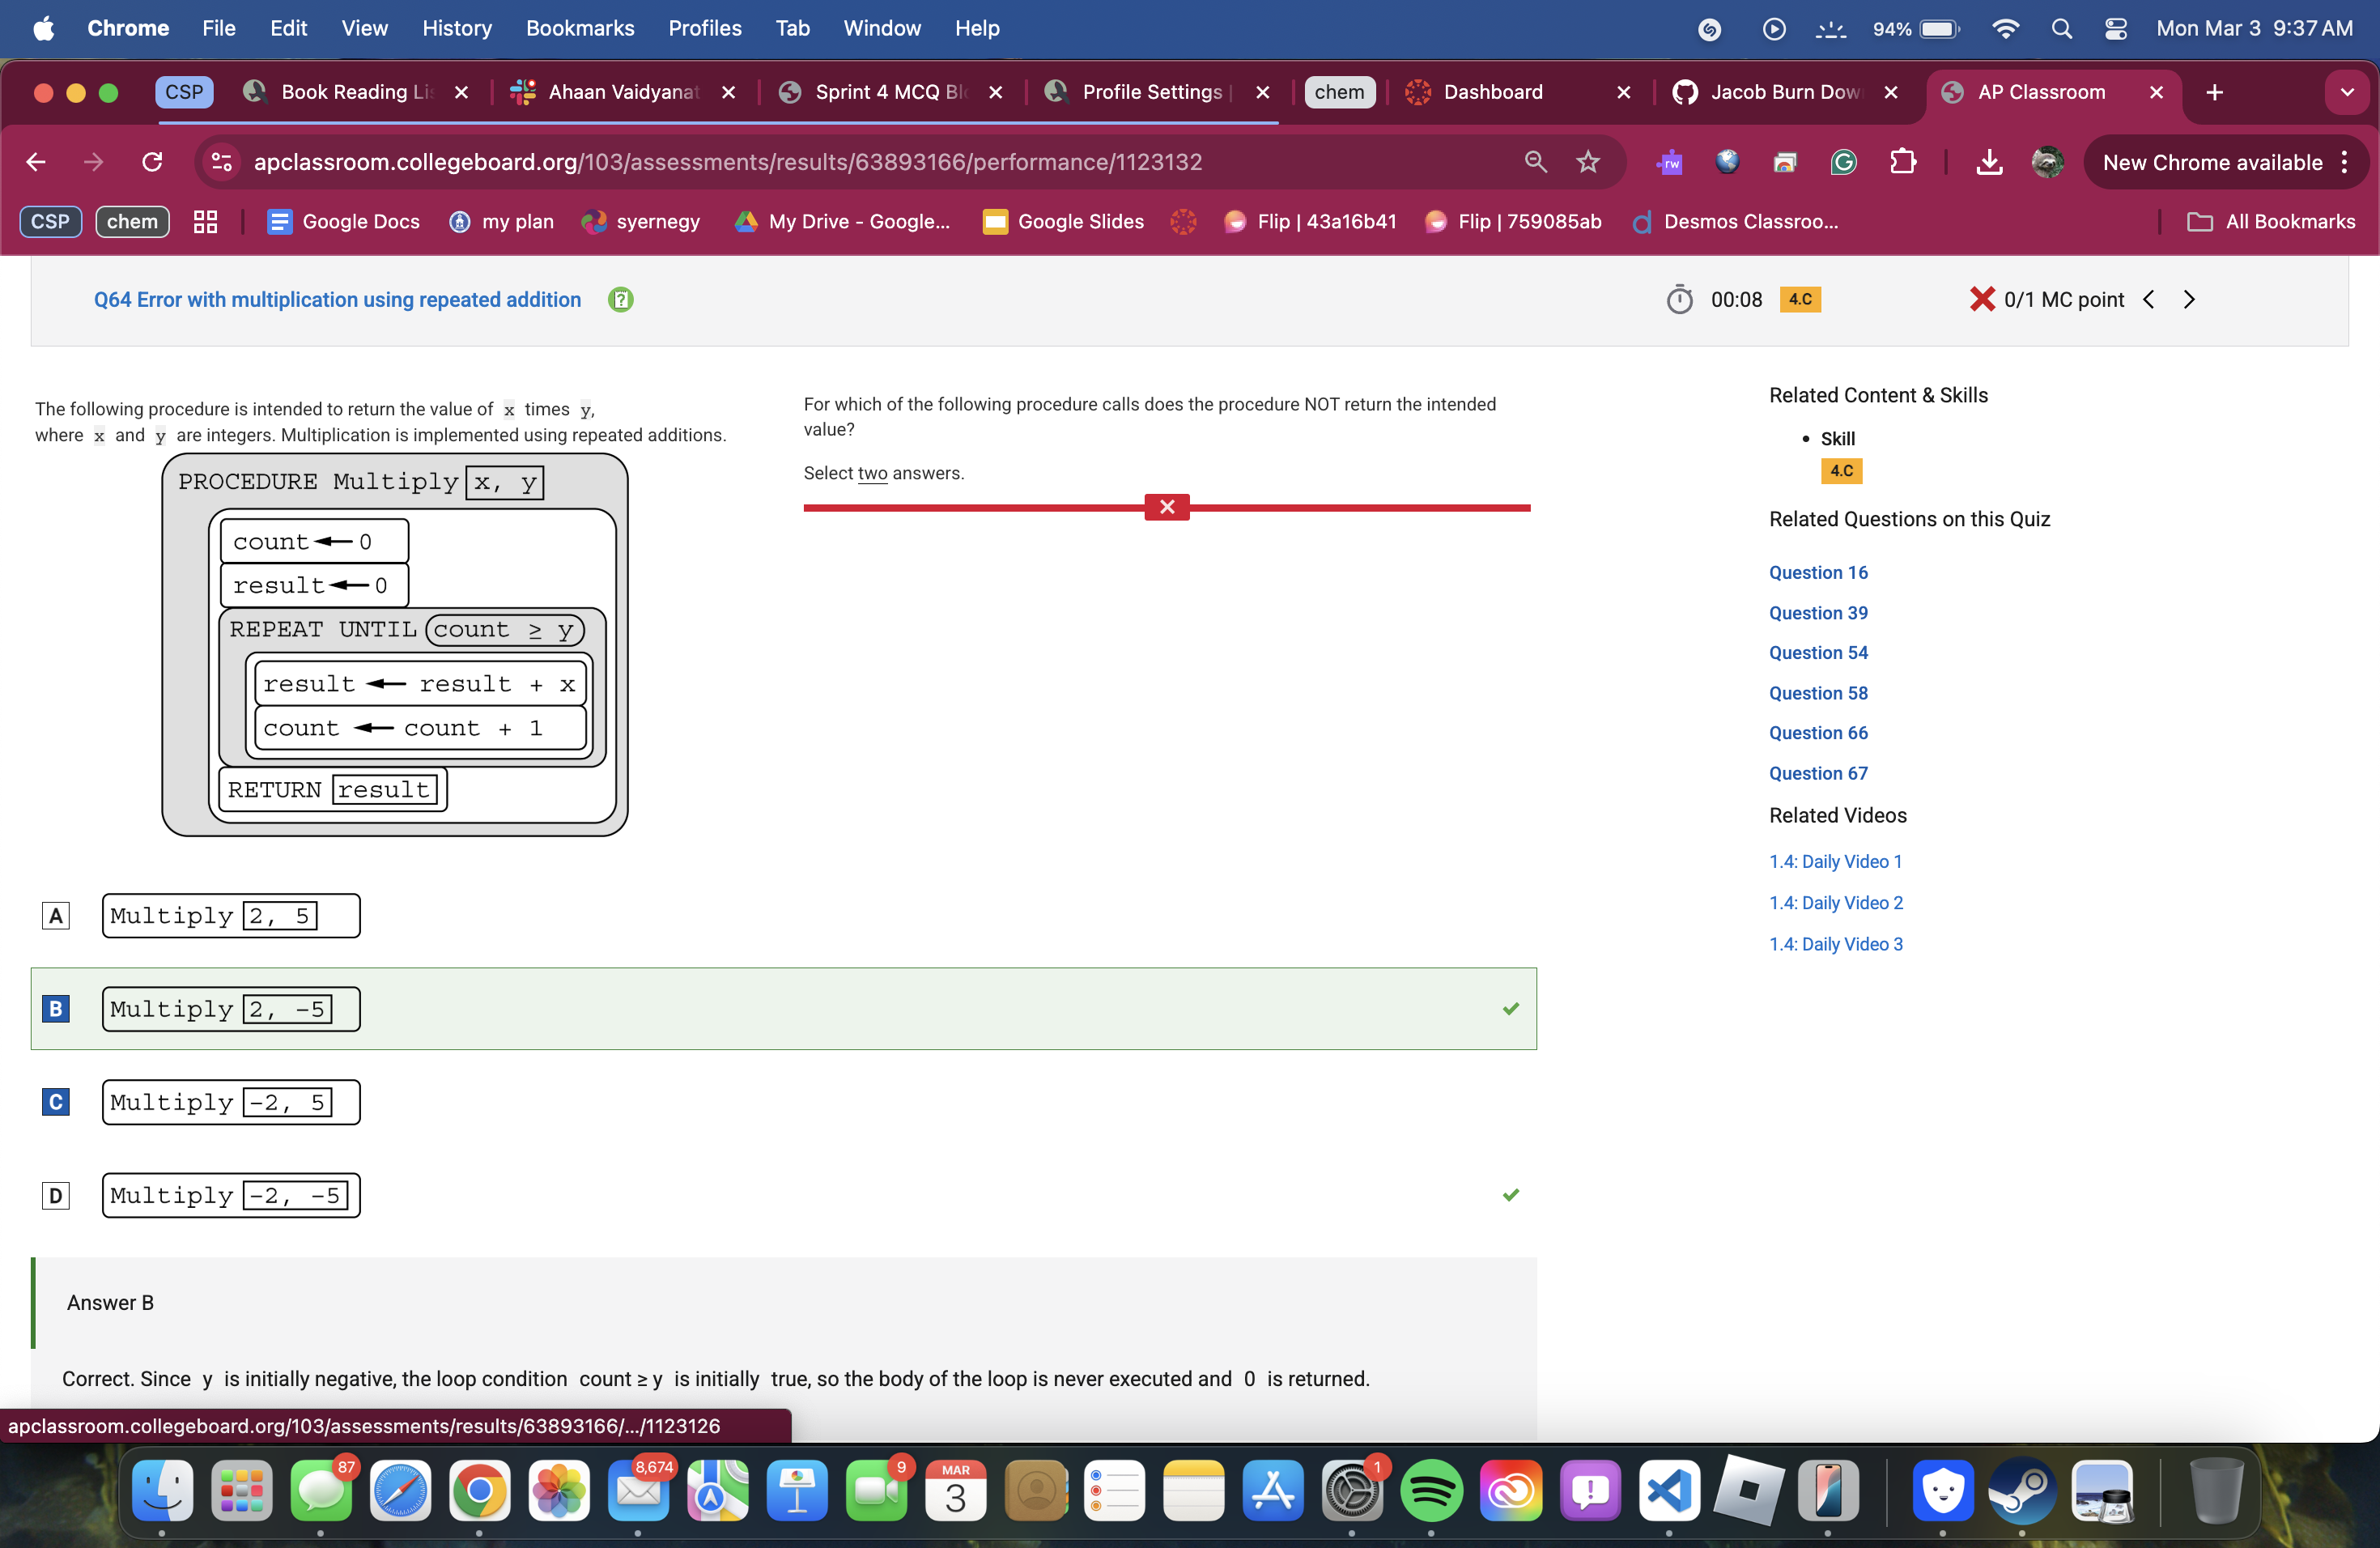 Chrome File Edit View History Bookmarks Profiles Tab Window Help 94% Mon Mar 3 9:37 AM
CSP Book Reading Lis Ahaan Vaidyanat Sprint 4 MCQ Blo Profile Settings | chem Dashboard Jacob Burn Dow AP Classroom
apclassroom.collegeboard.org/103/assessments/results/63893166/performance/1123132 rw New Chrome available
CSP chem Google Docs my plan syernegy My Drive - Google... Google Slides Flip | 43a16b41 Flip | 759085ab Desmos Classroo... All Bookmarks
Q64 Error with multiplication using repeated addition 00:08 4.C 0/1 MC point
The following procedure is intended to return the value of x times y,
where x and y are integers. Multiplication is implemented using repeated additions.
PROCEDURE Multiply x, y
count ← 0
result ← 0
REPEAT UNTIL count ≥ y
result ← result + x
count ← count + 1
RETURN result
For which of the following procedure calls does the procedure NOT return the intended
value?
Select two answers.
A Multiply 2, 5
B Multiply 2, -5
C Multiply -2, 5
D Multiply -2, -5
Answer B
Correct. Since y is initially negative, the loop condition count ≥ y is initially true, so the body of the loop is never executed and 0 is returned.
Related Content & Skills
• Skill
4.C
Related Questions on this Quiz
Question 16
Question 39
Question 54
Question 58
Question 66
Question 67
Related Videos
1.4: Daily Video 1
1.4: Daily Video 2
1.4: Daily Video 3
apclassroom.collegeboard.org/103/assessments/results/63893166/.../1123126
87 8,674 9 MAR 3 1